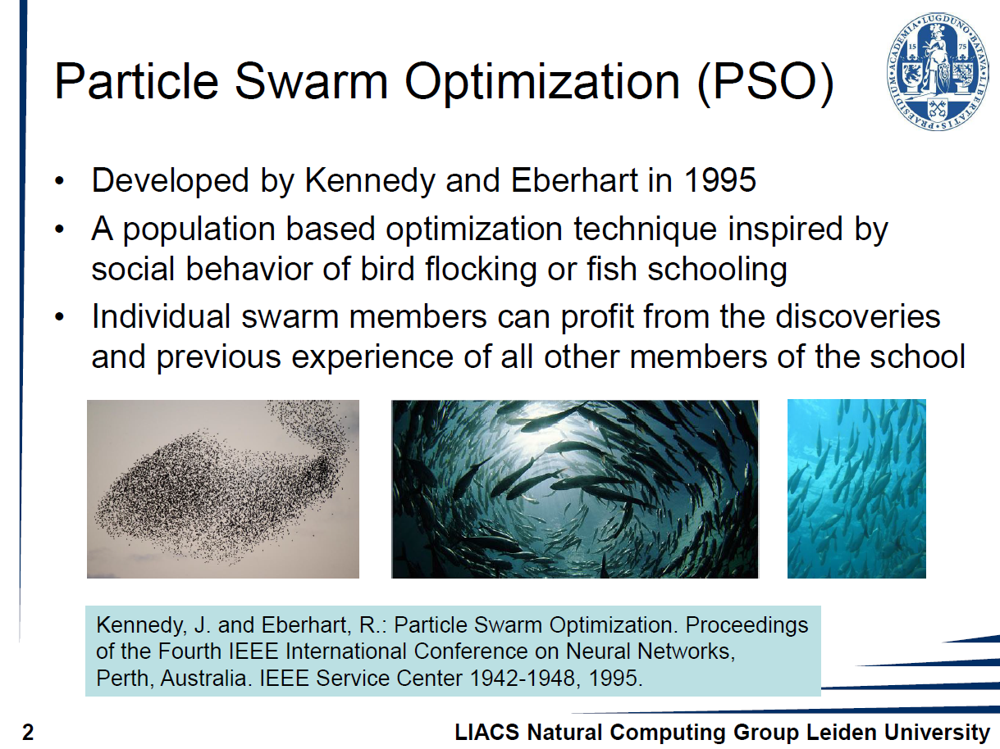 Particle Swarm Optimization (PSO)
ACADEMIA·LUGDUNO·BATAVA·LIBERTATIS·PRAESIDIUM·
15 75
• Developed by Kennedy and Eberhart in 1995
• A population based optimization technique inspired by
social behavior of bird flocking or fish schooling
• Individual swarm members can profit from the discoveries
and previous experience of all other members of the school
Kennedy, J. and Eberhart, R.: Particle Swarm Optimization. Proceedings
of the Fourth IEEE International Conference on Neural Networks,
Perth, Australia. IEEE Service Center 1942-1948, 1995.
2
LIACS Natural Computing Group Leiden University